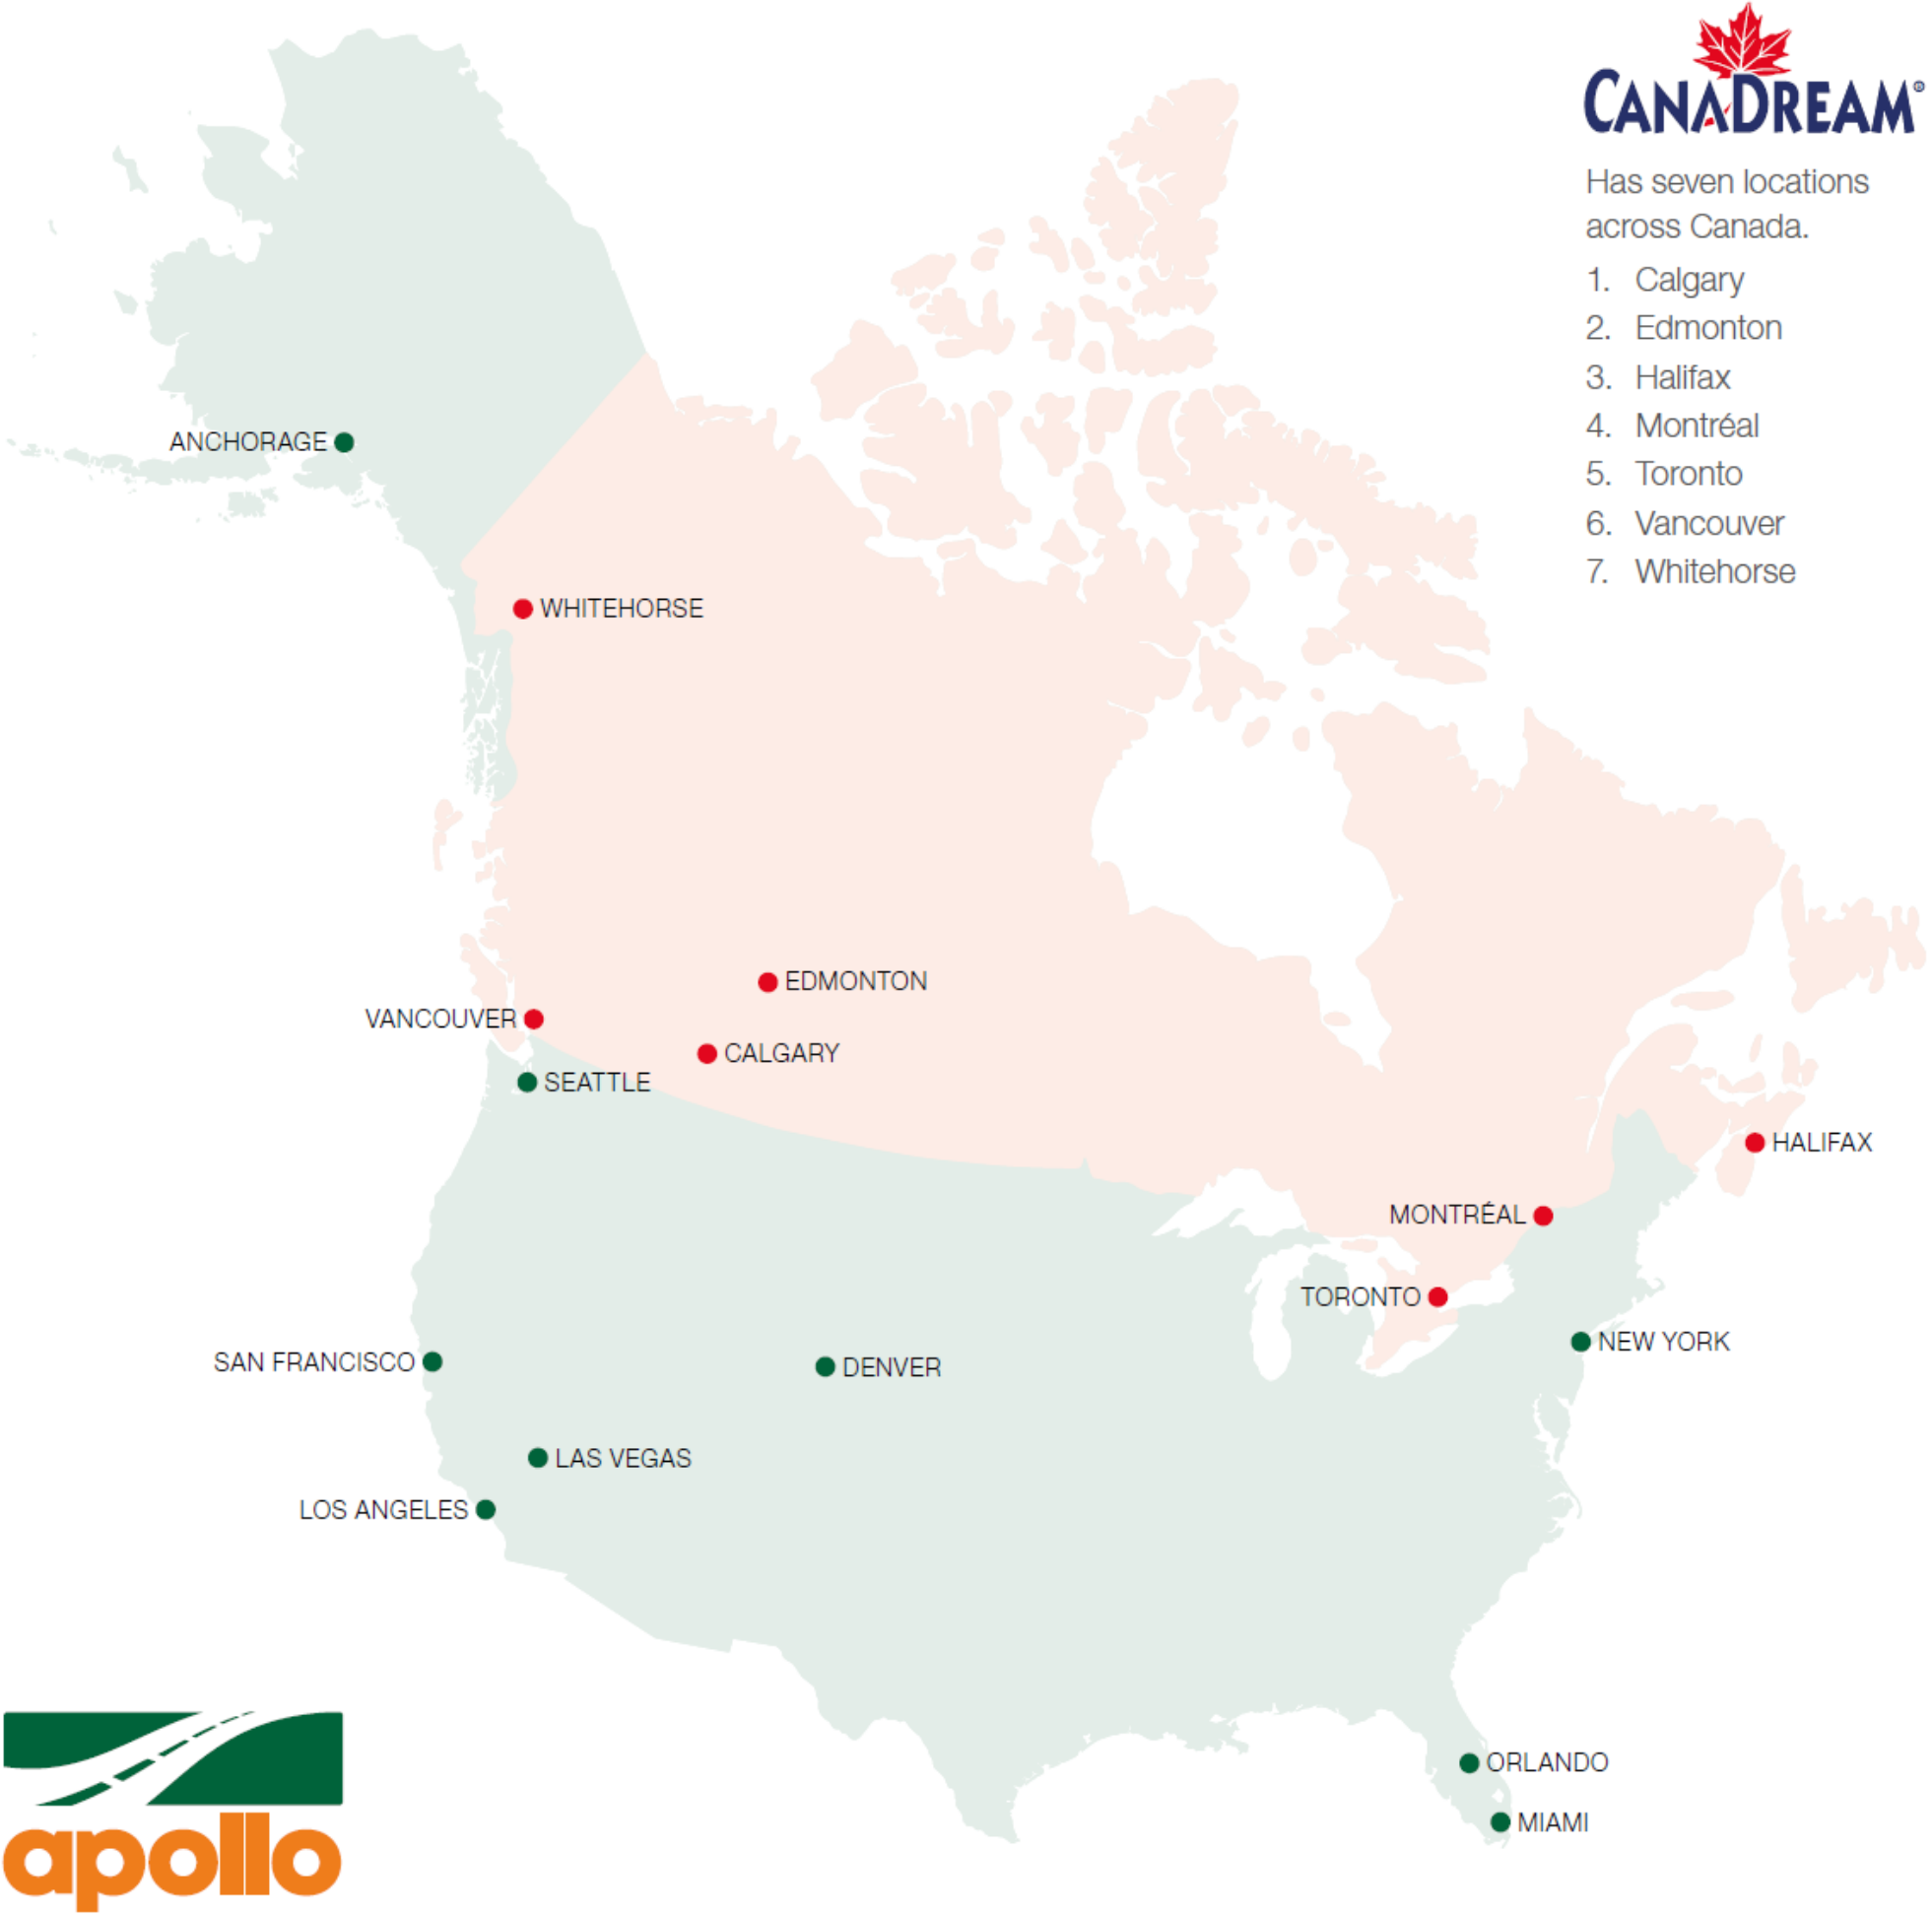 CANADREAM®
Has seven locations
across Canada.
1. Calgary
2. Edmonton
3. Halifax
4. Montréal
5. Toronto
6. Vancouver
7. Whitehorse
ANCHORAGE
WHITEHORSE
EDMONTON
VANCOUVER
CALGARY
SEATTLE
HALIFAX
MONTRÉAL
TORONTO
NEW YORK
SAN FRANCISCO
DENVER
LAS VEGAS
LOS ANGELES
ORLANDO
MIAMI
apollo